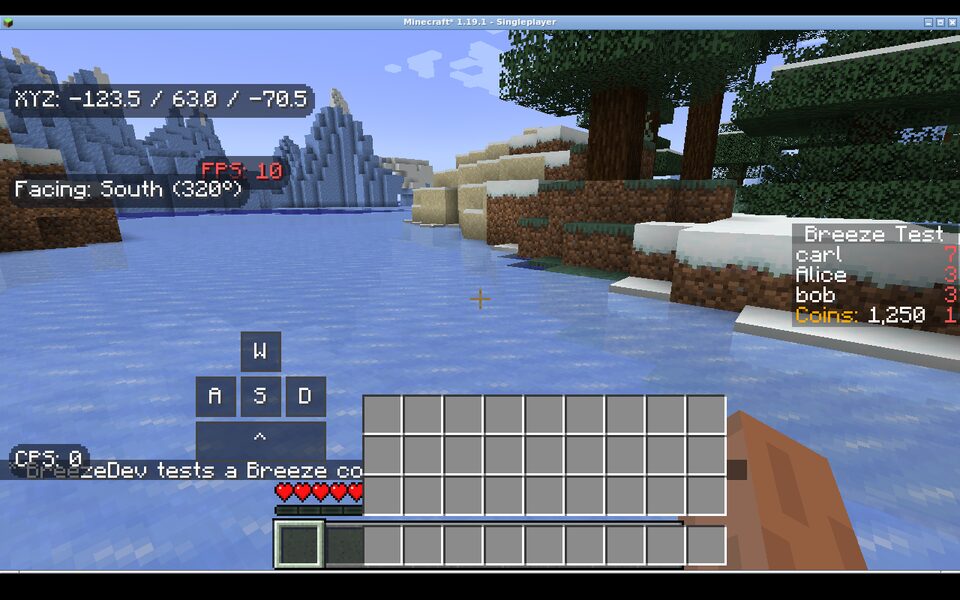 Minecraft* 1.19.1 - Singleplayer
XYZ: -123.5 / 63.0 / -70.5
FPS: 10
Facing: South (320°)
Breeze Test
carl 7
Alice 3
bob 3
Coins: 1,250 1
W
A S D
^
CPS: 0
BreezeDev tests a Breeze co